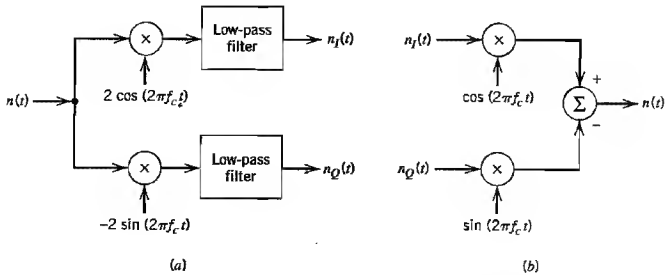 n(t)
×
2 cos (2πf_c t)
Low-pass
filter
n_I(t)
×
-2 sin (2πf_c t)
Low-pass
filter
n_Q(t)
(a)
n_I(t)
×
cos (2πf_c t)
+
Σ
n(t)
−
n_Q(t)
×
sin (2πf_c t)
(b)